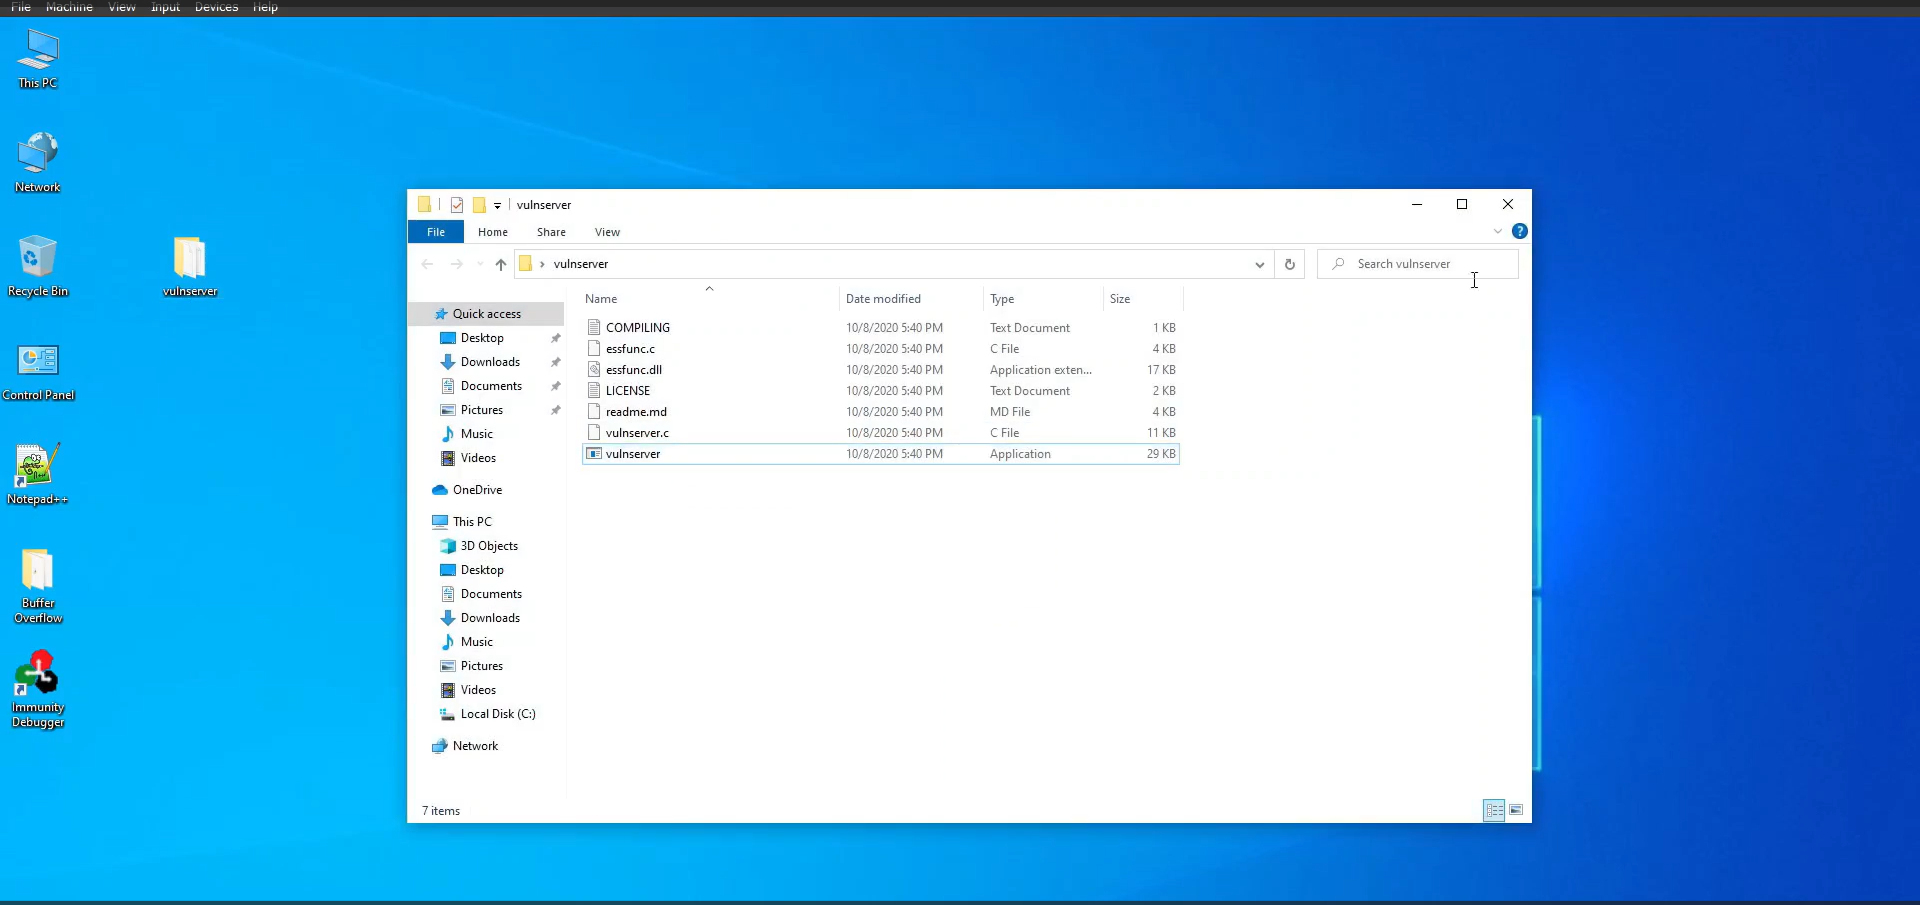 File Machine View Input Devices Help
This PC
Network
Recycle Bin
vulnserver
Control Panel
Notepad++
Buffer
Overflow
Immunity
Debugger
vulnserver
File Home Share View
vulnserver
Search vulnserver
Name Date modified Type Size
COMPILING 10/8/2020 5:40 PM Text Document 1 KB
essfunc.c 10/8/2020 5:40 PM C File 4 KB
essfunc.dll 10/8/2020 5:40 PM Application exten... 17 KB
LICENSE 10/8/2020 5:40 PM Text Document 2 KB
readme.md 10/8/2020 5:40 PM MD File 4 KB
vulnserver.c 10/8/2020 5:40 PM C File 11 KB
vulnserver 10/8/2020 5:40 PM Application 29 KB
Quick access
Desktop
Downloads
Documents
Pictures
Music
Videos
OneDrive
This PC
3D Objects
Desktop
Documents
Downloads
Music
Pictures
Videos
Local Disk (C:)
Network
7 items